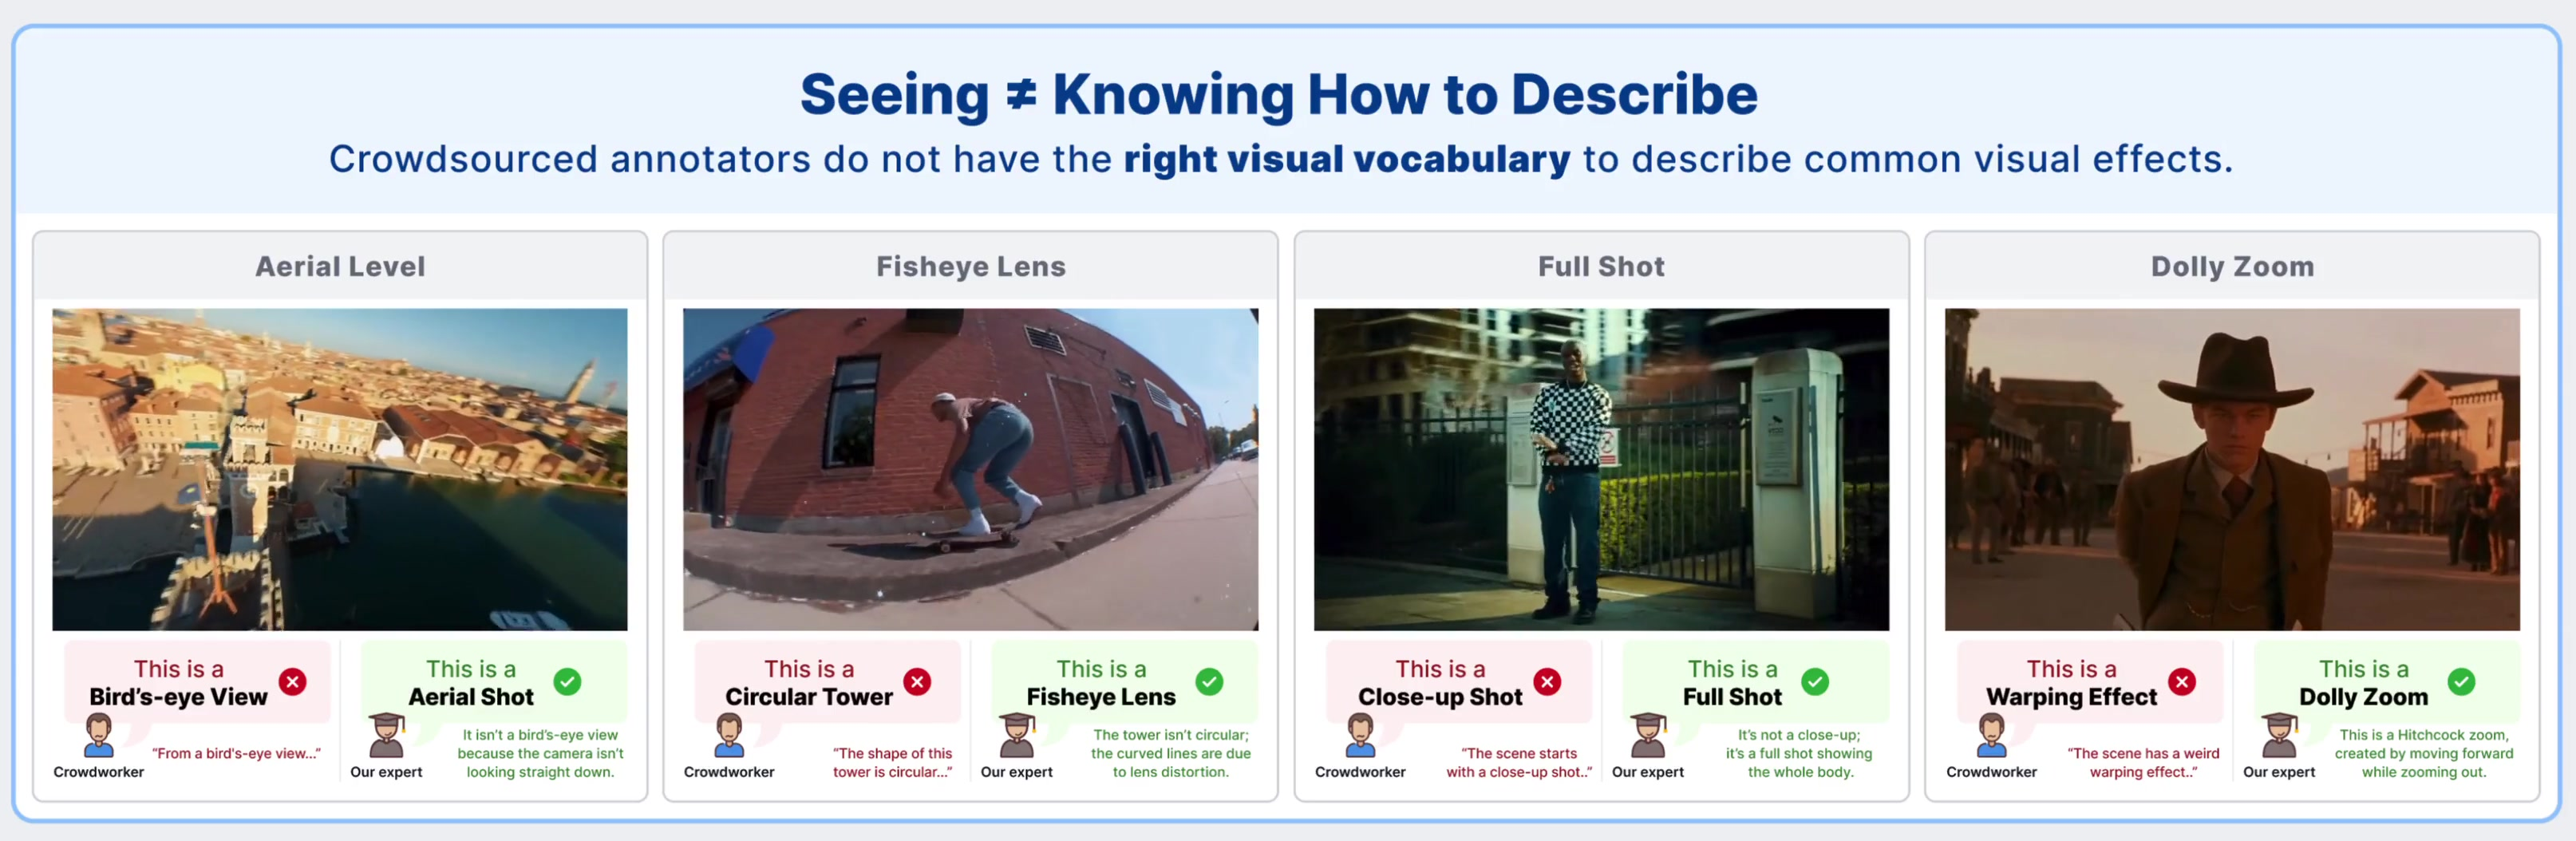 Seeing ≠ Knowing How to Describe
Crowdsourced annotators do not have the right visual vocabulary to describe common visual effects.
Aerial Level
This is a
Bird's-eye View
Crowdworker
"From a bird's-eye view..."
This is a
Aerial Shot
Our expert
It isn't a bird's-eye view
because the camera isn't
looking straight down.
Fisheye Lens
This is a
Circular Tower
Crowdworker
"The shape of this
tower is circular..."
This is a
Fisheye Lens
Our expert
The tower isn't circular;
the curved lines are due
to lens distortion.
Full Shot
This is a
Close-up Shot
Crowdworker
"The scene starts
with a close-up shot.."
This is a
Full Shot
Our expert
It's not a close-up;
it's a full shot showing
the whole body.
Dolly Zoom
This is a
Warping Effect
Crowdworker
"The scene has a weird
warping effect.."
This is a
Dolly Zoom
Our expert
This is a Hitchcock zoom,
created by moving forward
while zooming out.